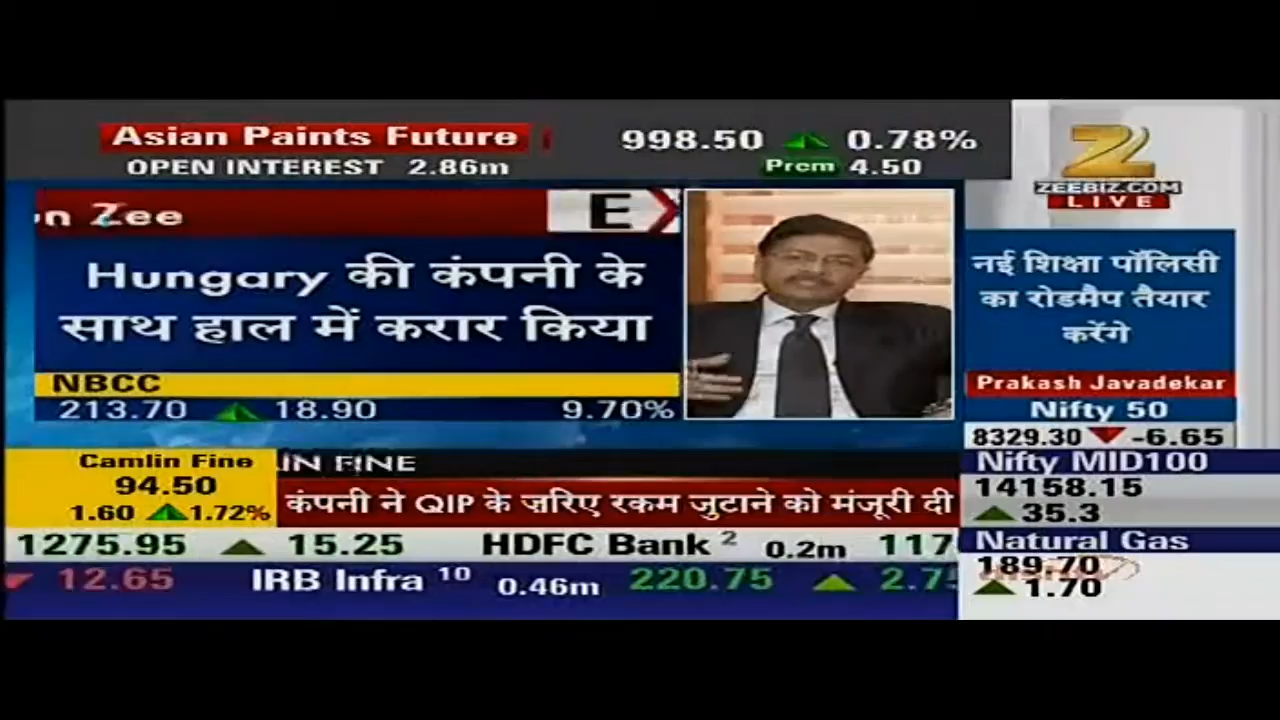 Asian Paints Future
998.50 0.78%
OPEN INTEREST 2.86m
Prem 4.50
Z
ZEEBIZ.COM
LIVE
n Zee
E
Hungary की कंपनी के
साथ हाल में करार किया
NBCC
213.70 18.90 9.70%
नई शिक्षा पॉलिसी
का रोडमैप तैयार
करेंगे
Prakash Javadekar
Nifty 50
8329.30 -6.65
Nifty MID100
14158.15
35.3
Natural Gas
189.70
1.70
Camlin Fine
94.50
1.60 1.72%
IN FINE
कंपनी ने QIP के ज़रिए रकम जुटाने को मंजूरी दी
1275.95 15.25 HDFC Bank 2 0.2m 117
12.65 IRB Infra 10 0.46m 220.75 2.75